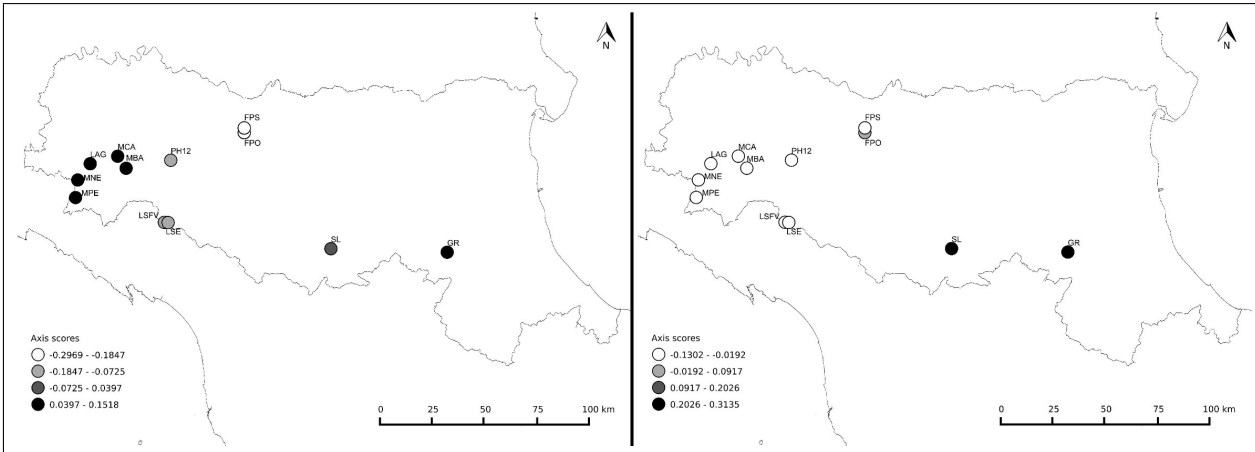 N
FPS
FPO
MCA
LAG
MBA
PH12
MNE
MPE
LSFV
LSE
SL
GR
Axis scores
-0.2969 - -0.1847
-0.1847 - -0.0725
-0.0725 - 0.0397
0.0397 - 0.1518
0 25 50 75 100 km
N
FPS
FPO
MCA
LAG
MBA
PH12
MNE
MPE
LSFV
LSE
SL
GR
Axis scores
-0.1302 - -0.0192
-0.0192 - 0.0917
0.0917 - 0.2026
0.2026 - 0.3135
0 25 50 75 100 km